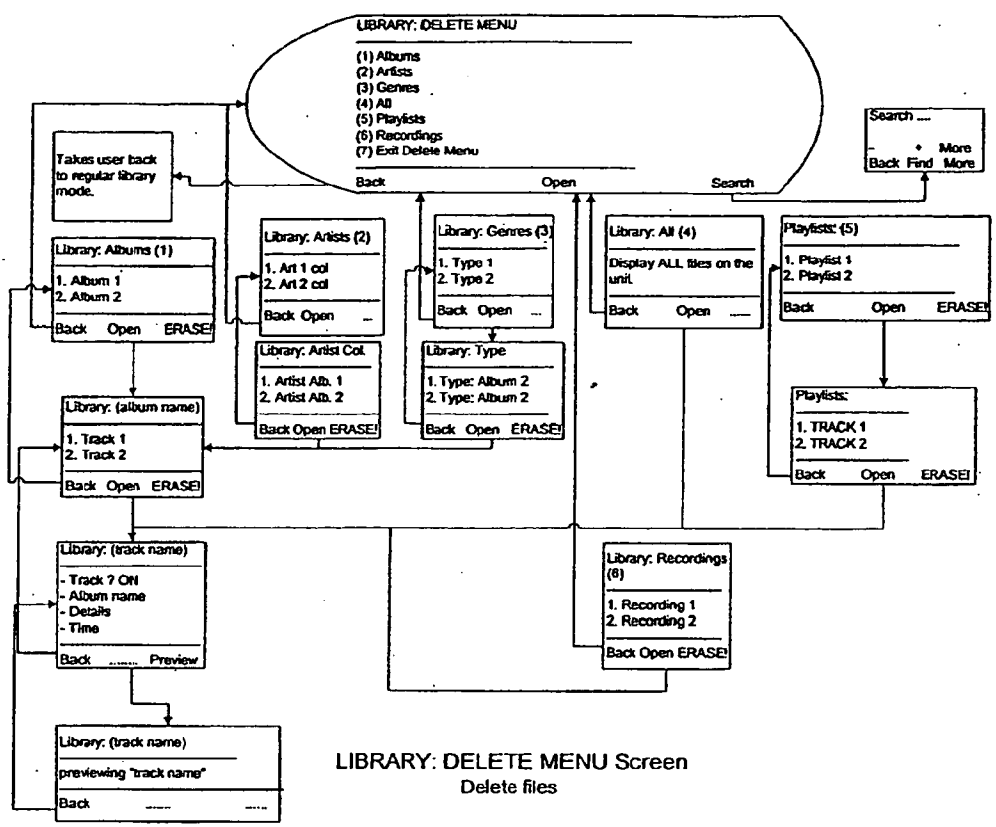 LIBRARY: DELETE MENU
(1) Albums
(2) Artists
(3) Genres
(4) All
(5) Playlists
(6) Recordings
(7) Exit Delete Menu
Back Open Search
Search ....
- + More
Back Find More
Takes user back
to regular library
mode.
Library: Albums (1)
1. Album 1
2. Album 2
Back Open ERASE!
Library: Artists (2)
1. Art 1 col
2. Art 2 col
Back Open ...
Library: Genres (3)
1. Type 1
2. Type 2
Back Open ...
Library: All (4)
Display ALL files on the
unit.
Back Open ......
Playlists: (5)
1. Playlist 1
2. Playlist 2
Back Open ERASE!
Library: Artist Col.
1. Artist Alb. 1
2. Artist Alb. 2
Back Open ERASE!
Library: Type
1. Type: Album 2
2. Type: Album 2
Back Open ERASE!
Library: (album name)
1. Track 1
2. Track 2
Back Open ERASE!
Playlists:
1. TRACK 1
2. TRACK 2
Back Open ERASE!
Library: (track name)
- Track ? ON
- Album name
- Details
- Time
Back ........ Preview
Library: Recordings
(6)
1. Recording 1
2. Recording 2
Back Open ERASE!
Library: (track name)
previewing "track name"
Back ...... ......
LIBRARY: DELETE MENU Screen
Delete files